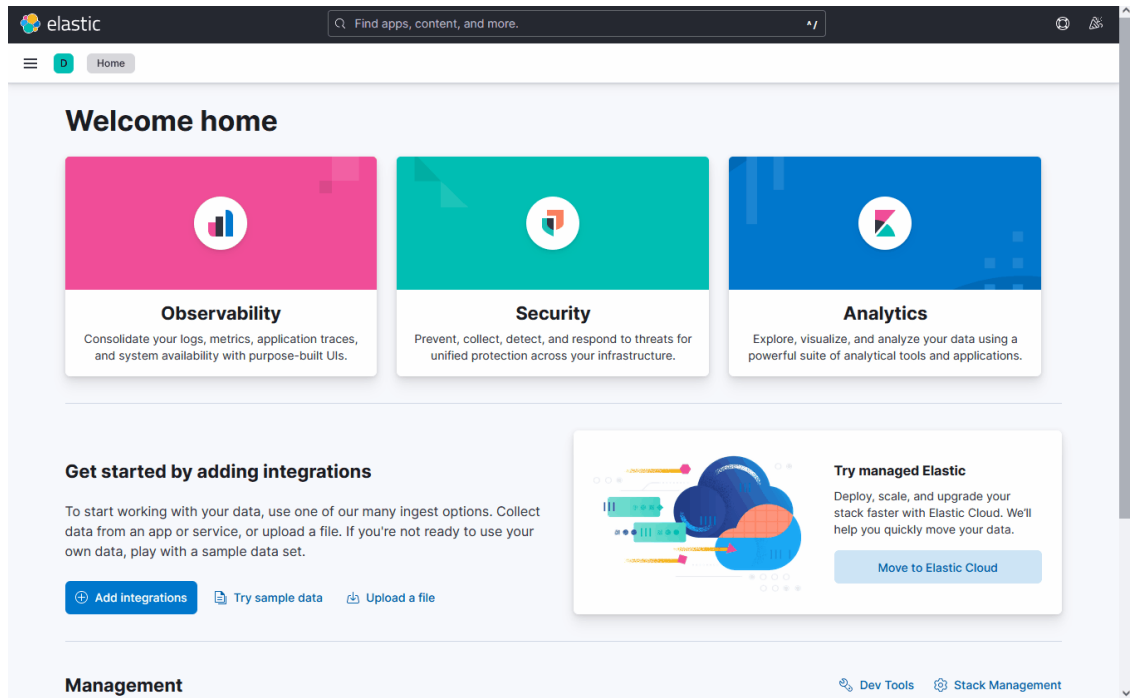 elastic
Find apps, content, and more.
^/
D
Home
Welcome home
Observability
Consolidate your logs, metrics, application traces,
and system availability with purpose-built UIs.
Security
Prevent, collect, detect, and respond to threats for
unified protection across your infrastructure.
Analytics
Explore, visualize, and analyze your data using a
powerful suite of analytical tools and applications.
Get started by adding integrations
To start working with your data, use one of our many ingest options. Collect
data from an app or service, or upload a file. If you're not ready to use your
own data, play with a sample data set.
Add integrations
Try sample data
Upload a file
Try managed Elastic
Deploy, scale, and upgrade your
stack faster with Elastic Cloud. We'll
help you quickly move your data.
Move to Elastic Cloud
Management
Dev Tools
Stack Management